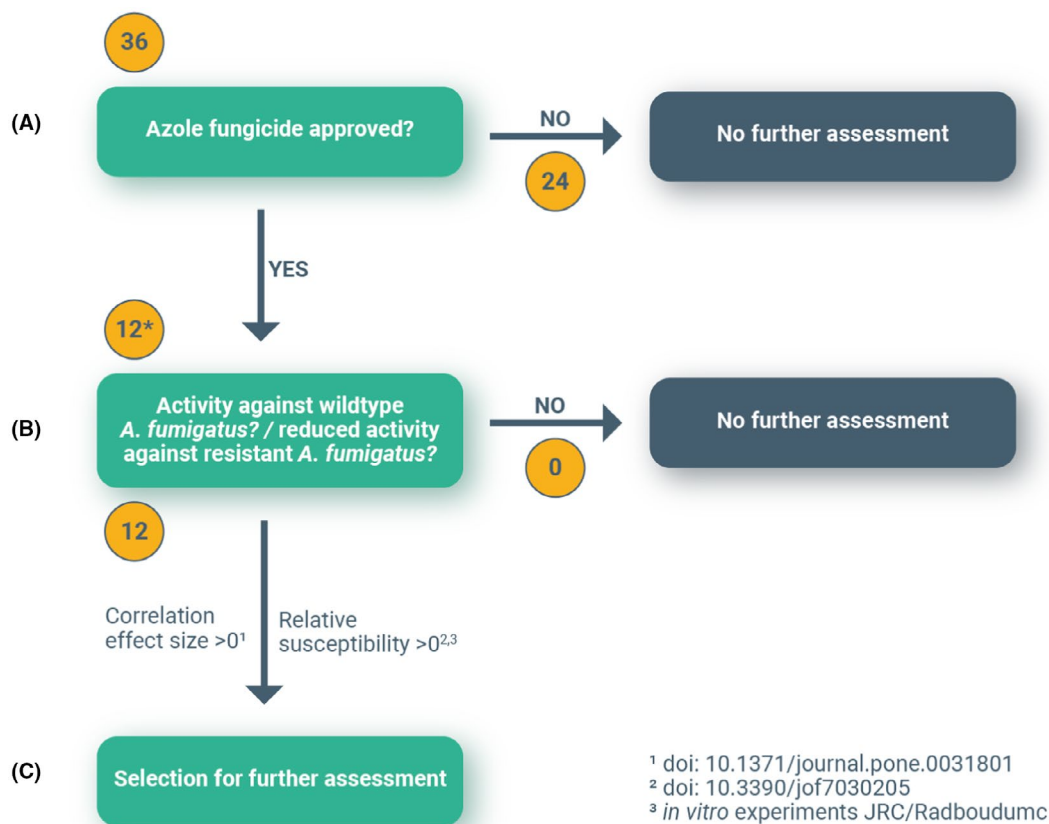 36
(A)
Azole fungicide approved?
NO
24
No further assessment
YES
12*
(B)
Activity against wildtype
A. fumigatus? / reduced activity
against resistant A. fumigatus?
NO
0
No further assessment
12
Correlation
effect size >0¹
Relative
susceptibility >0²,³
(C)
Selection for further assessment
¹ doi: 10.1371/journal.pone.0031801
² doi: 10.3390/jof7030205
³ in vitro experiments JRC/Radboudumc